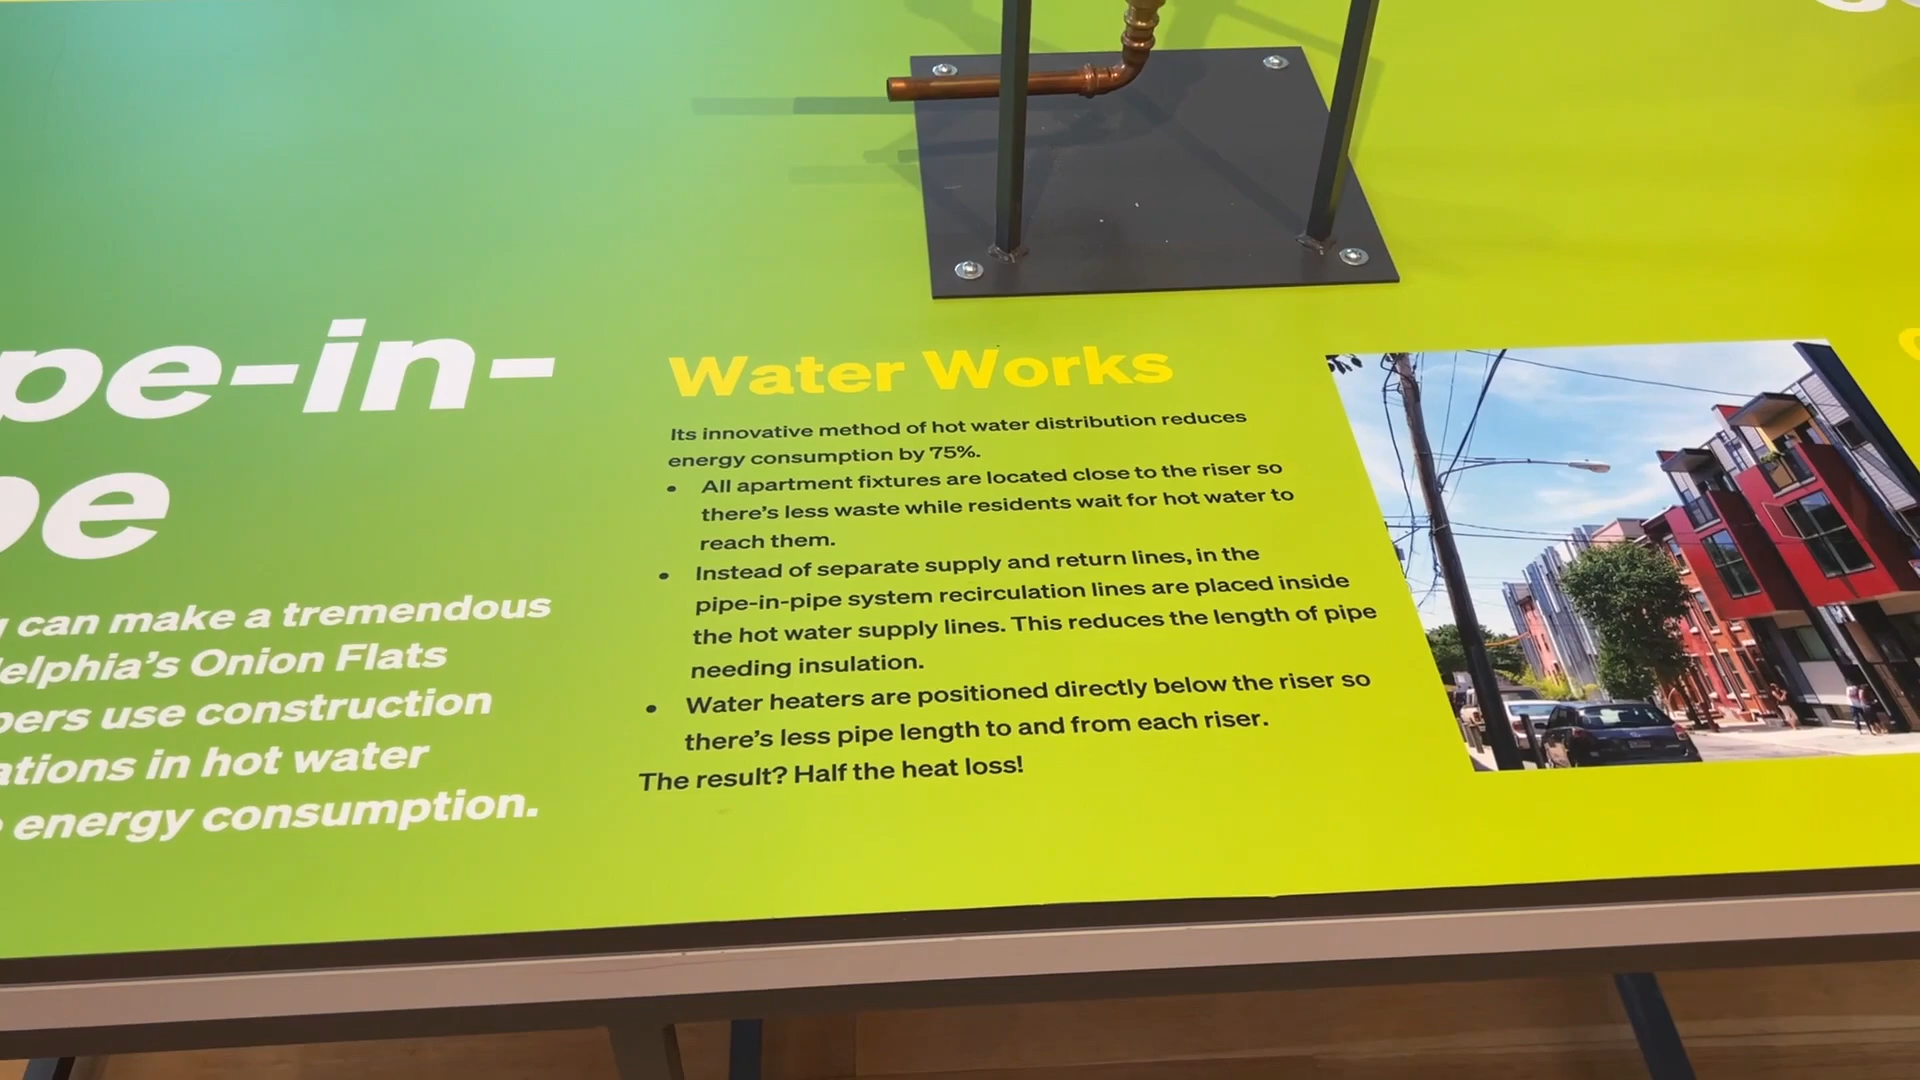 pe-in-
pe
can make a tremendous
elphia's Onion Flats
pers use construction
ations in hot water
energy consumption.
Water Works
Its innovative method of hot water distribution reduces
energy consumption by 75%.
• All apartment fixtures are located close to the riser so
there's less waste while residents wait for hot water to
reach them.
• Instead of separate supply and return lines, in the
pipe-in-pipe system recirculation lines are placed inside
the hot water supply lines. This reduces the length of pipe
needing insulation.
• Water heaters are positioned directly below the riser so
there's less pipe length to and from each riser.
The result? Half the heat loss!